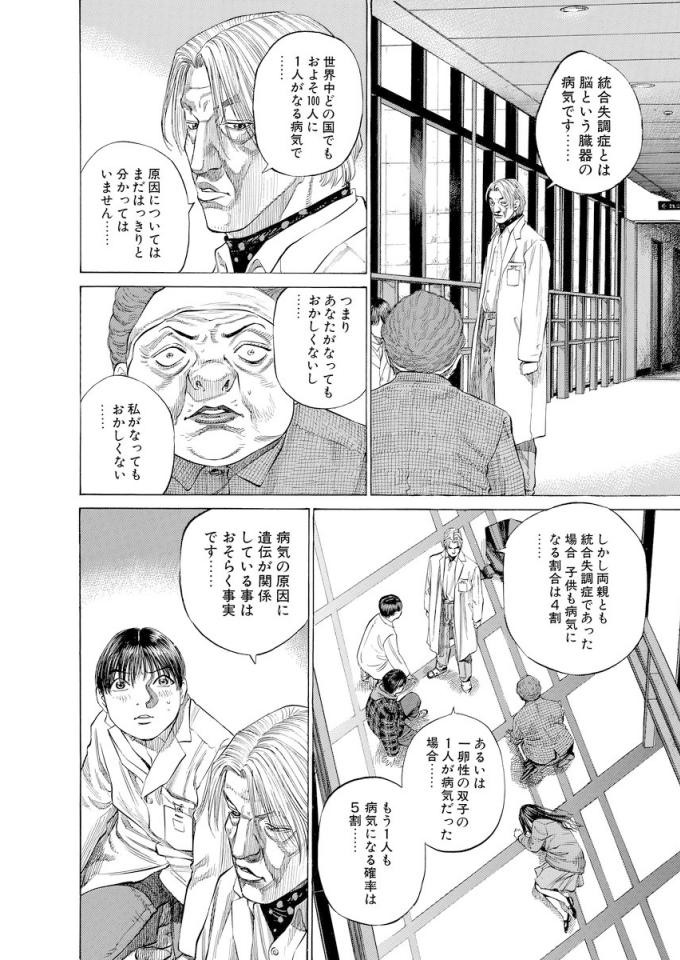 統合失調症とは
脳という臓器の
病気です……
世界中どの国でも
およそ100人に
1人がなる病気で
……
原因については
まだはっきりと
分かっては
いません……
つまり
あなたがなっても
おかしくないし
……
私がなっても
おかしくない
……
しかし両親とも
統合失調症であった
場合 子供も病気に
なる割合は4割
あるいは
一卵性の双子の
1人が病気だった
場合……
もう1人も
病気になる確率は
5割……
病気の原因に
遺伝が関係
している事は
おそらく事実
です……